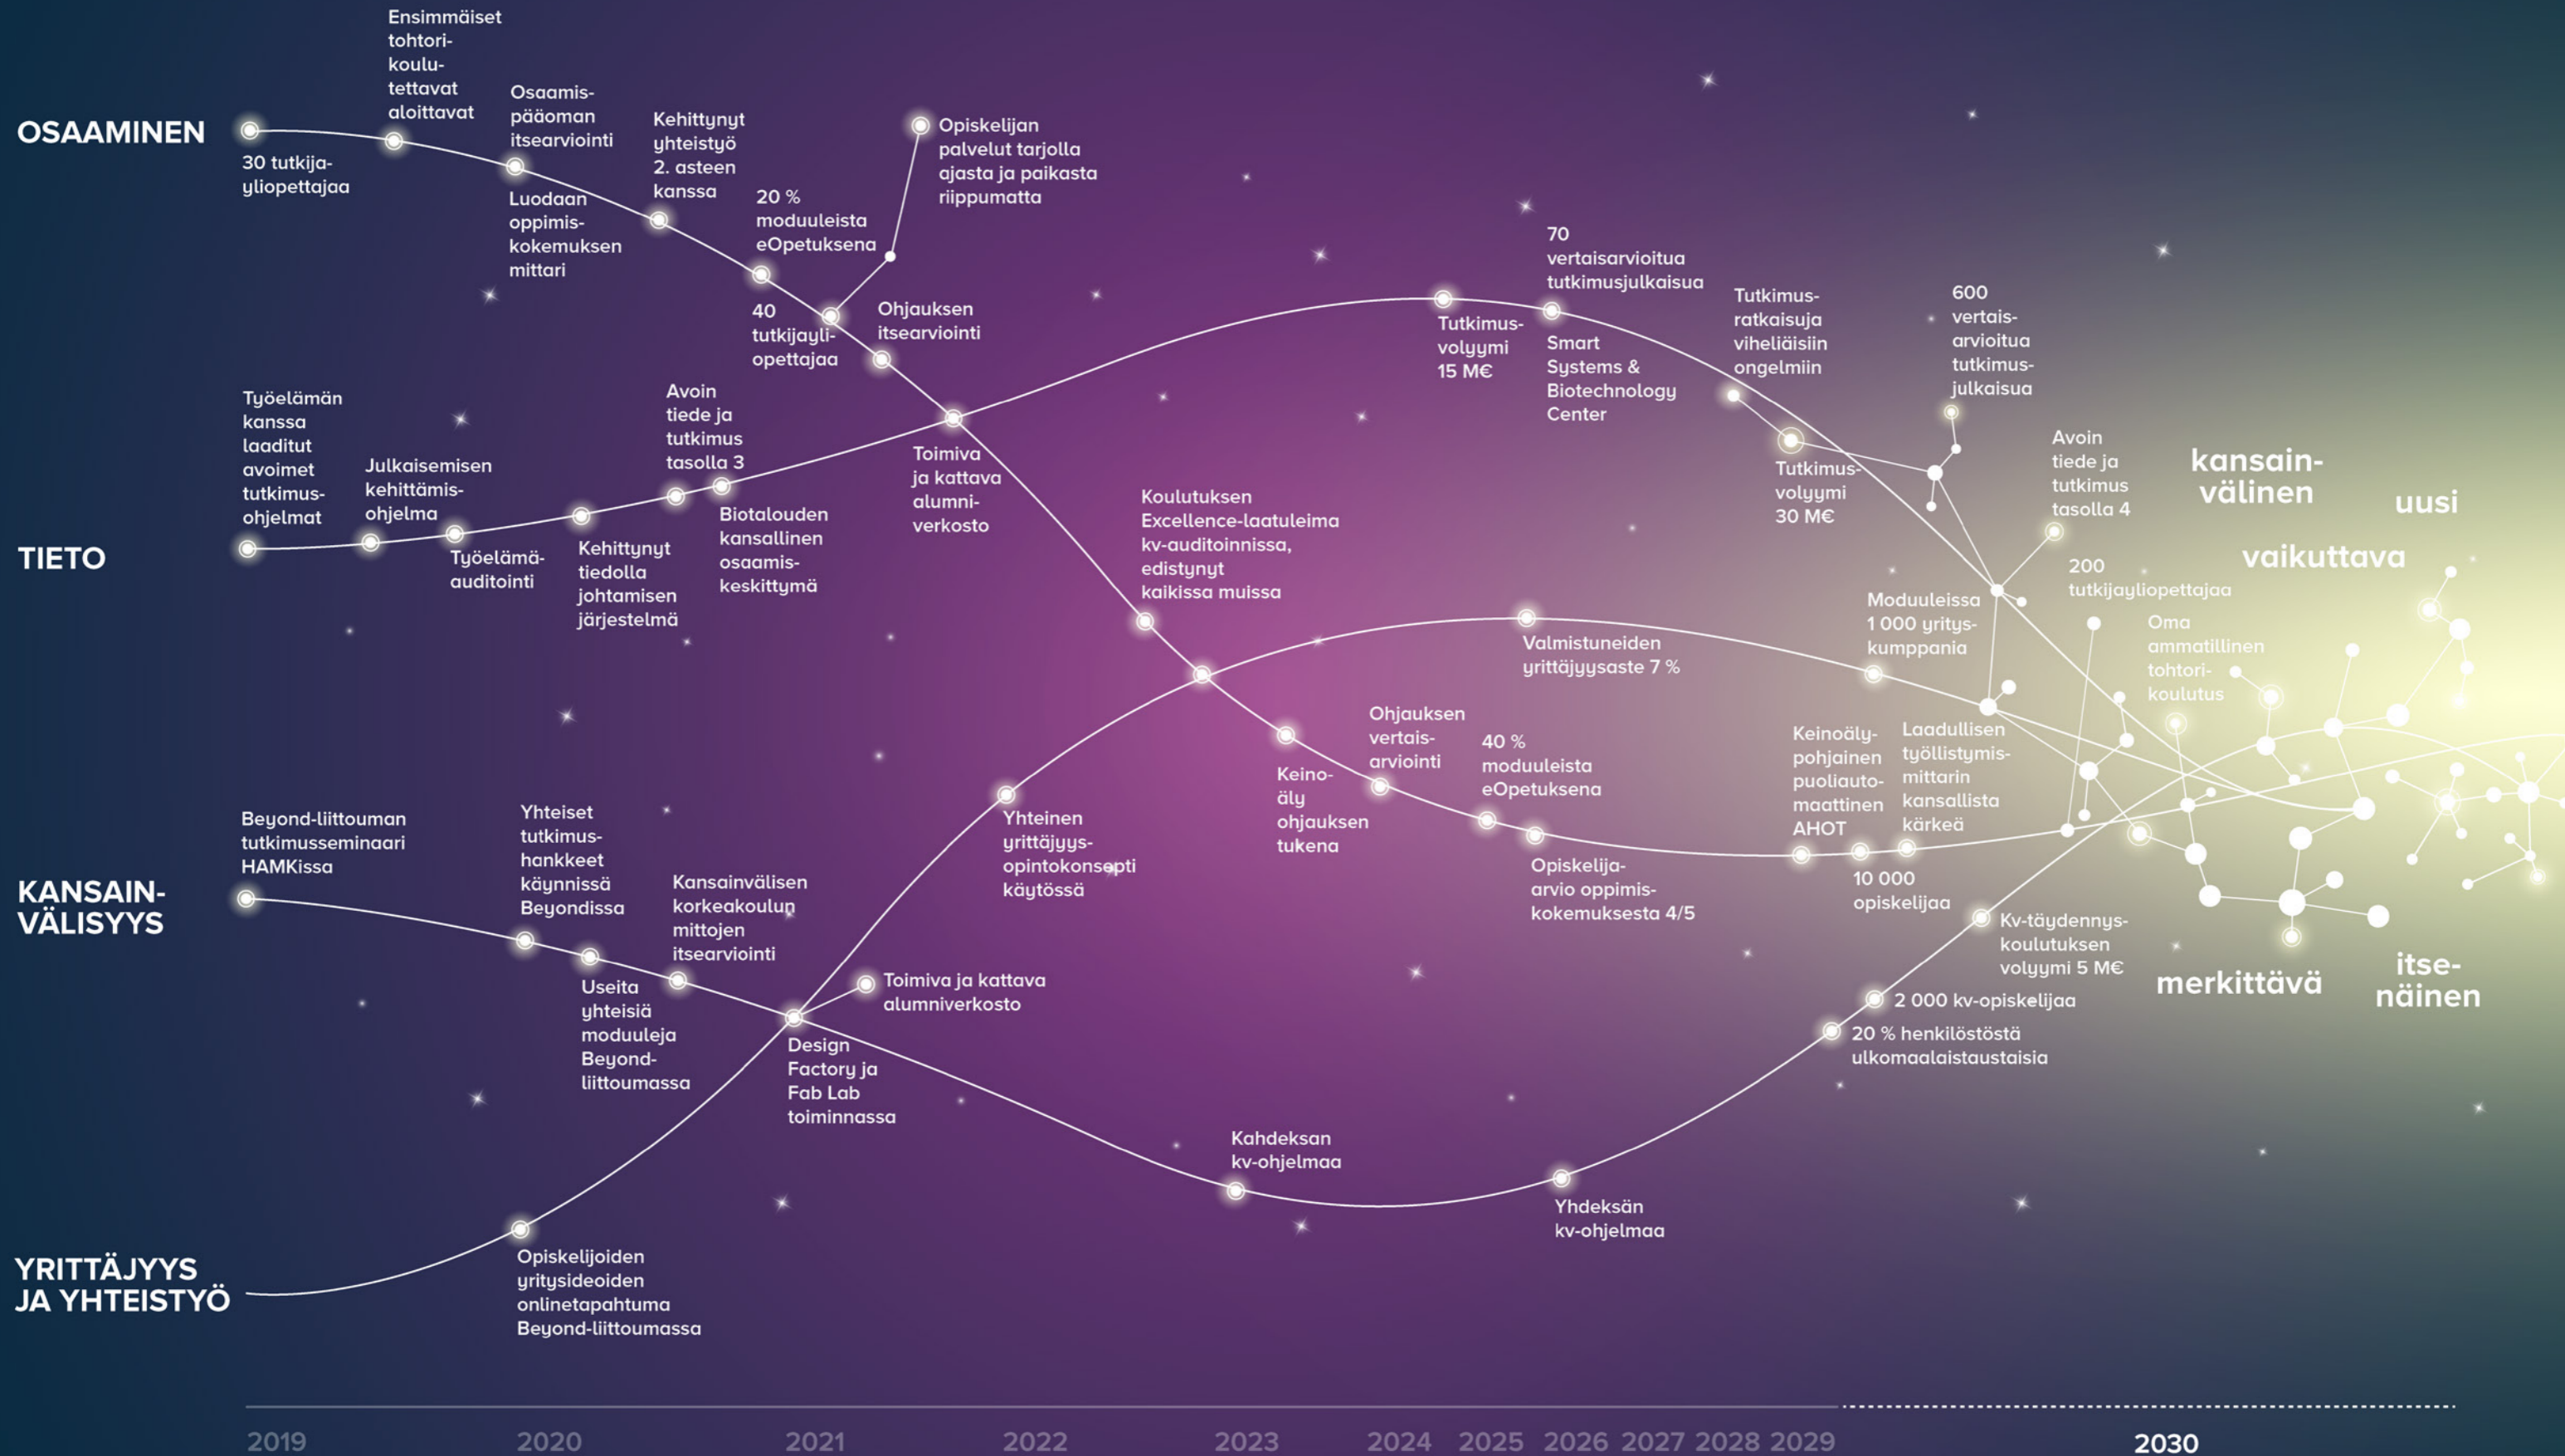 OSAAMINEN
30 tutkija-
yliopettajaa
Ensimmäiset
tohtori-
koulu-
tettavat
aloittavat
Osaamis-
pääoman
itsearviointi
Luodaan
oppimis-
kokemuksen
mittari
Kehittynyt
yhteistyö
2. asteen
kanssa
20 %
moduuleista
eOpetuksena
40
tutkijayli-
opettajaa
Opiskelijan
palvelut tarjolla
ajasta ja paikasta
riippumatta
Ohjauksen
itsearviointi
TIETO
Työelämän
kanssa
laaditut
avoimet
tutkimus-
ohjelmat
Julkaisemisen
kehittämis-
ohjelma
Työelämä-
auditointi
Kehittynyt
tiedolla
johtamisen
järjestelmä
Avoin
tiede ja
tutkimus
tasolla 3
Biotalouden
kansallinen
osaamis-
keskittymä
Toimiva
ja kattava
alumni-
verkosto
Koulutuksen
Excellence-laatuleima
kv-auditoinnissa,
edistynyt
kaikissa muissa
Tutkimus-
volyymi
15 M€
70
vertaisarvioitua
tutkimusjulkaisua
Smart
Systems &
Biotechnology
Center
Tutkimus-
ratkaisuja
viheliäisiin
ongelmiin
Tutkimus-
volyymi
30 M€
600
vertais-
arvioitua
tutkimus-
julkaisua
Avoin
tiede ja
tutkimus
tasolla 4
200
tutkijayliopettajaa
Oma
ammatillinen
tohtori-
koulutus
kansain-
välinen
uusi
vaikuttava
Valmistuneiden
yrittäjyysaste 7 %
Moduuleissa
1 000 yritys-
kumppania
Keino-
äly
ohjauksen
tukena
Ohjauksen
vertais-
arviointi
40 %
moduuleista
eOpetuksena
Opiskelija-
arvio oppimis-
kokemuksesta 4/5
Keinoäly-
pohjainen
puoliauto-
maattinen
AHOT
10 000
opiskelijaa
Laadullisen
työllistymis-
mittarin
kansallista
kärkeä
KANSAIN-
VÄLISYYS
Beyond-liittouman
tutkimusseminaari
HAMKissa
Yhteiset
tutkimus-
hankkeet
käynnissä
Beyondissa
Useita
yhteisiä
moduuleja
Beyond-
liittoumassa
Kansainvälisen
korkeakoulun
mittojen
itsearviointi
Toimiva ja kattava
alumniverkosto
Design
Factory ja
Fab Lab
toiminnassa
Yhteinen
yrittäjyys-
opintokonsepti
käytössä
Kahdeksan
kv-ohjelmaa
Yhdeksän
kv-ohjelmaa
Kv-täydennys-
koulutuksen
volyymi 5 M€
2 000 kv-opiskelijaa
20 % henkilöstöstä
ulkomaalaistaustaisia
merkittävä
itse-
näinen
YRITTÄJYYS
JA YHTEISTYÖ
Opiskelijoiden
yritysideoiden
onlinetapahtuma
Beyond-liittoumassa
2019 2020 2021 2022 2023 2024 2025 2026 2027 2028 2029 2030